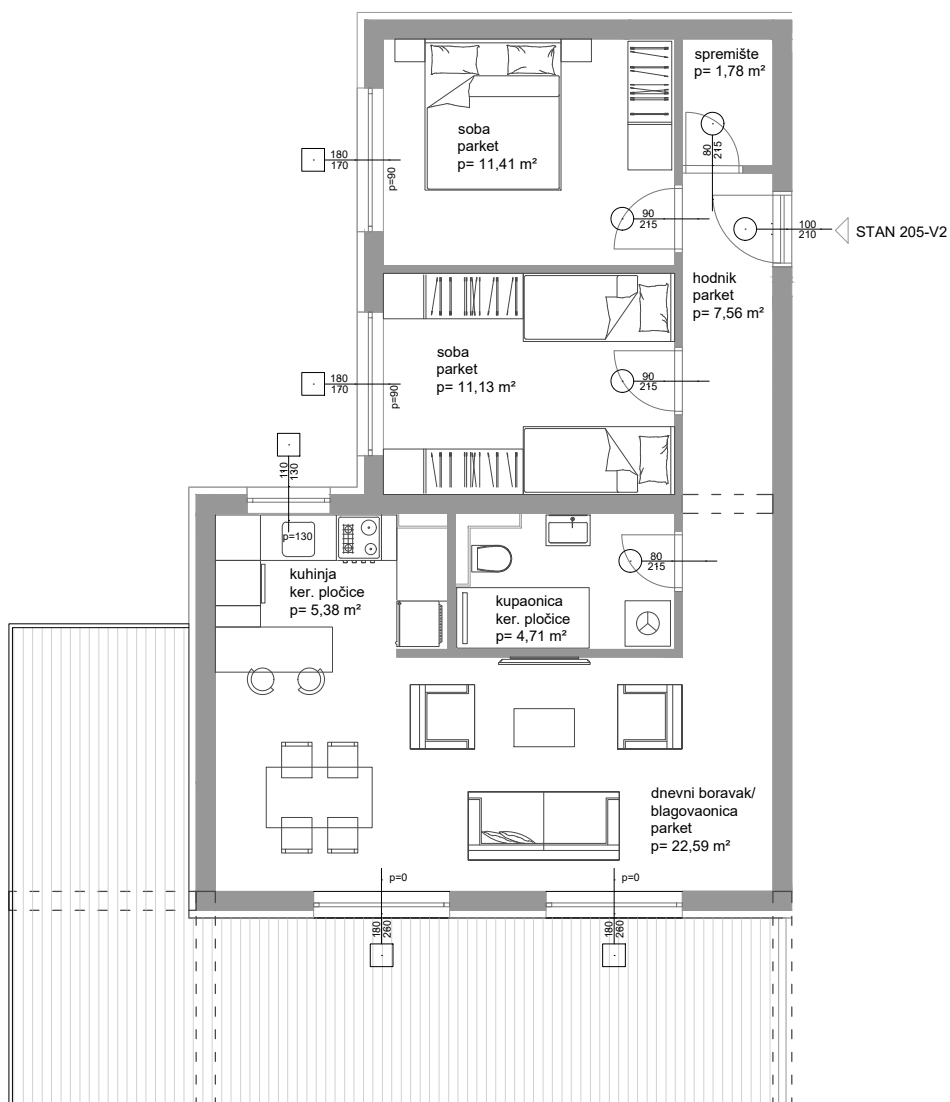 spremište
p= 1,78 m²
soba
parket
p= 11,41 m²
80
215
180
170
p=90
90
215
100
210
STAN 205-V2
hodnik
parket
p= 7,56 m²
soba
parket
p= 11,13 m²
180
170
p=90
90
215
110
130
p=130
kuhinja
ker. pločice
p= 5,38 m²
80
215
kupaonica
ker. pločice
p= 4,71 m²
dnevni boravak/
blagovaonica
parket
p= 22,59 m²
p=0
p=0
180
260
180
260